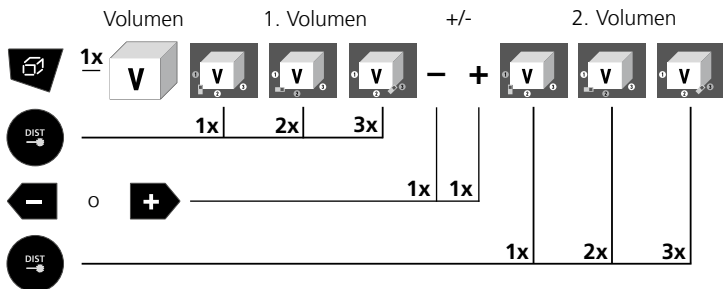 Volumen 1. Volumen +/- 2. Volumen
1x V V V V − + V V V
DIST 1x 2x 3x
− o + 1x 1x
DIST 1x 2x 3x